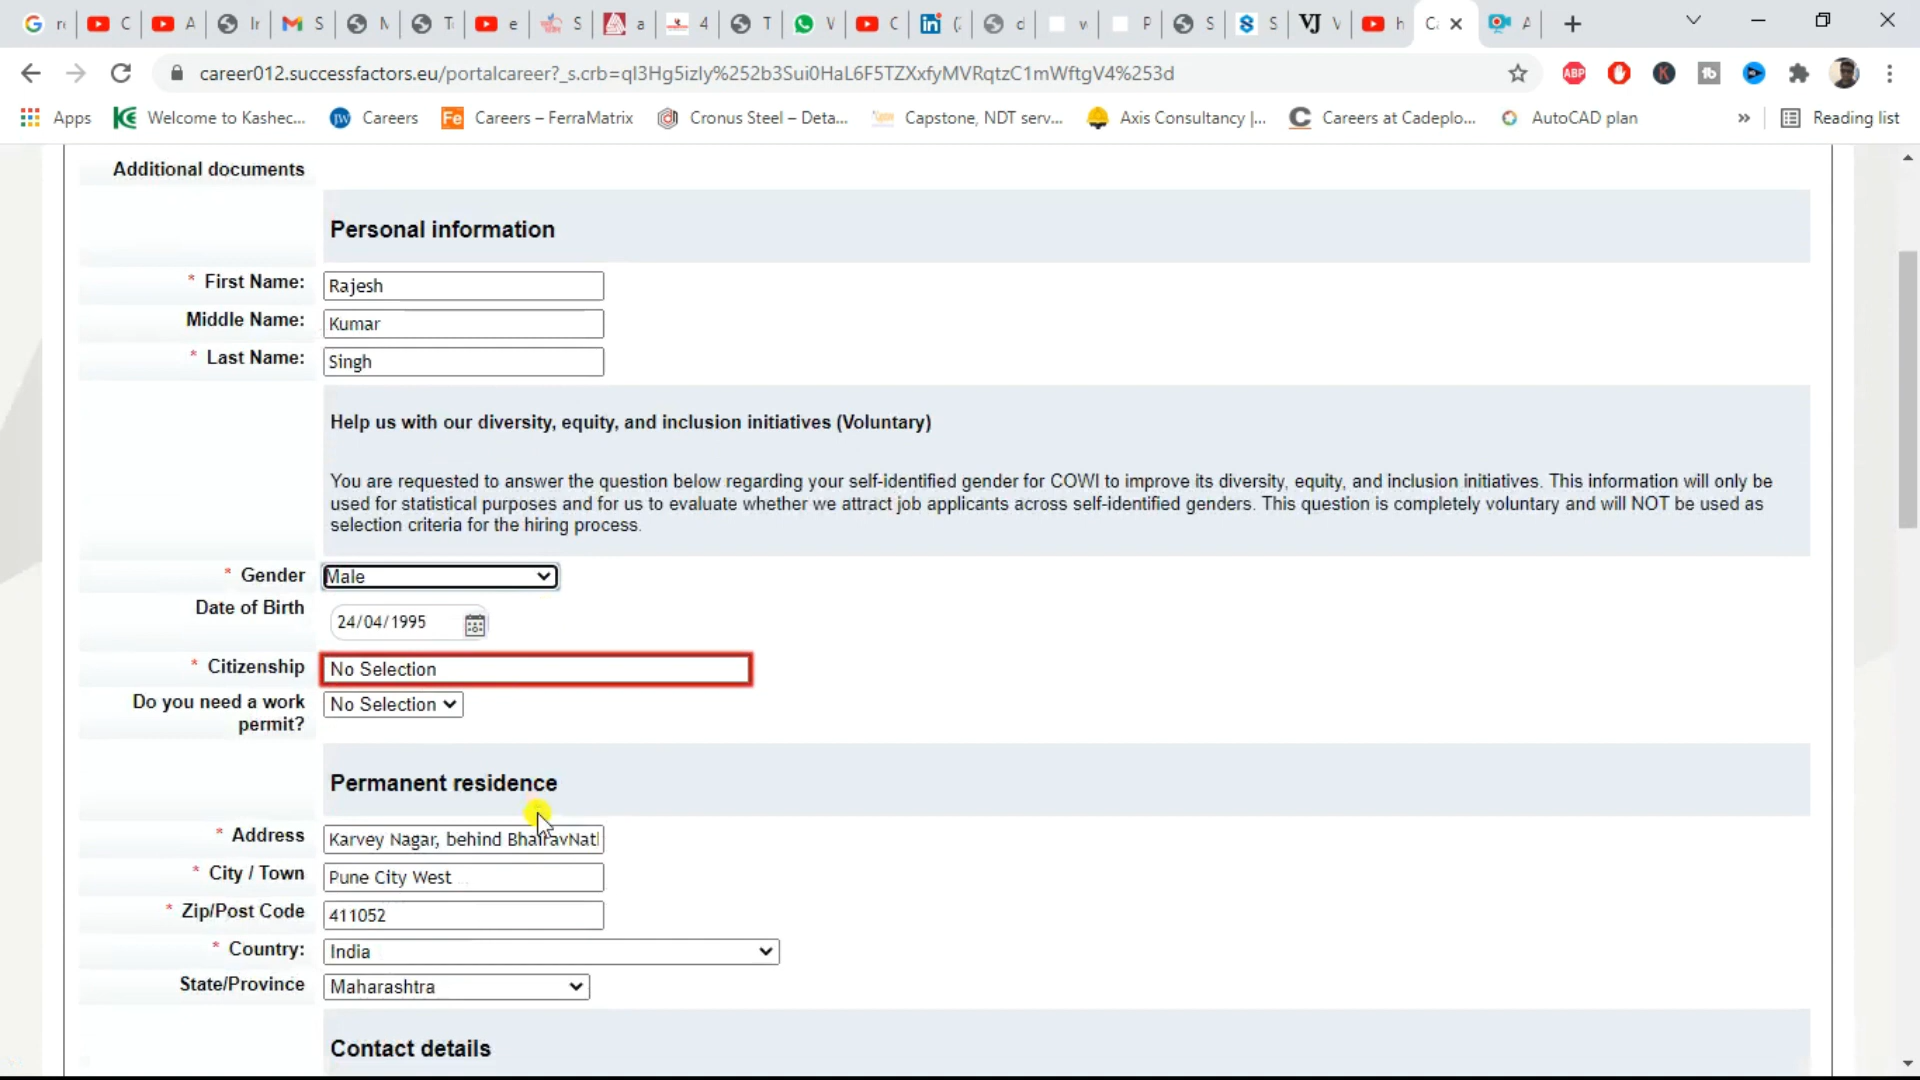 G r C A Ir S M T e S a 4 T V C ( d w P S S V h C A
career012.successfactors.eu/portalcareer?_s.crb=ql3Hg5izly%252b3Sui0HaL6F5TZXxfyMVRqtzC1mWftgV4%253d
ABP
Apps Welcome to Kashec... Careers Careers – FerraMatrix Cronus Steel – Deta... Capstone, NDT serv... Axis Consultancy |... Careers at Cadeplo... AutoCAD plan » Reading list
Additional documents
Personal information
* First Name: Rajesh
Middle Name: Kumar
* Last Name: Singh
Help us with our diversity, equity, and inclusion initiatives (Voluntary)
You are requested to answer the question below regarding your self-identified gender for COWI to improve its diversity, equity, and inclusion initiatives. This information will only be
used for statistical purposes and for us to evaluate whether we attract job applicants across self-identified genders. This question is completely voluntary and will NOT be used as
selection criteria for the hiring process.
* Gender Male
Date of Birth 24/04/1995
* Citizenship No Selection
Do you need a work No Selection
permit?
Permanent residence
* Address Karvey Nagar, behind BhairavNatl
* City / Town Pune City West
* Zip/Post Code 411052
* Country: India
State/Province Maharashtra
Contact details